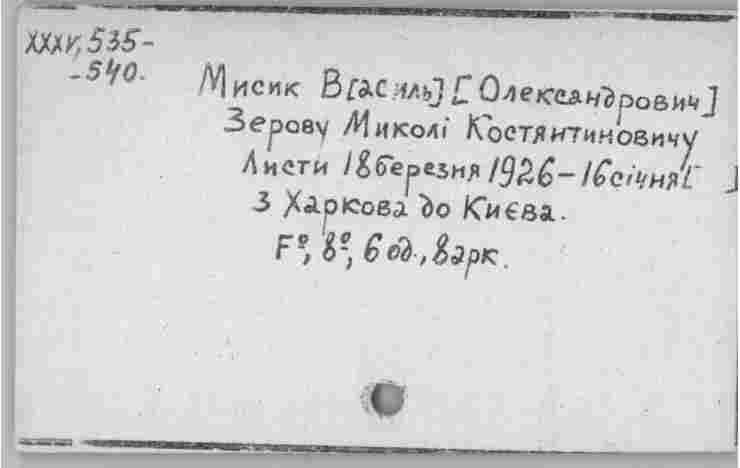 XXXV, 535-
-540.
Мисик В[асиль] [Олександрович]
Зерову Миколі Костянтиновичу
Листи 18 березня 1926 – 16 січня [ ]
З Харкова до Києва.
F°, 8°, 6 од., 8 арк.